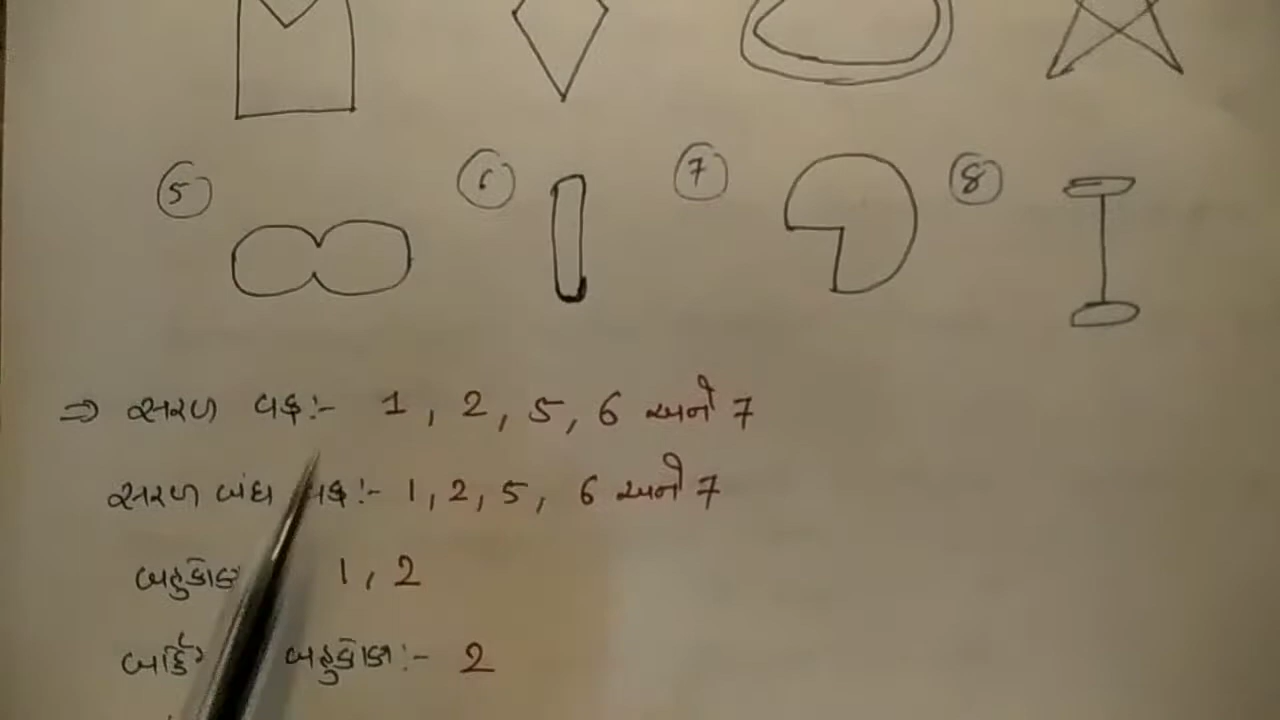 5 6 7 8
⇒ સરળ વક્ર:- 1, 2, 5, 6 અને 7
સરળ બંધ વક્ર:- 1, 2, 5, 6 અને 7
બહુકોણ 1, 2
બહુકોણ:- 2